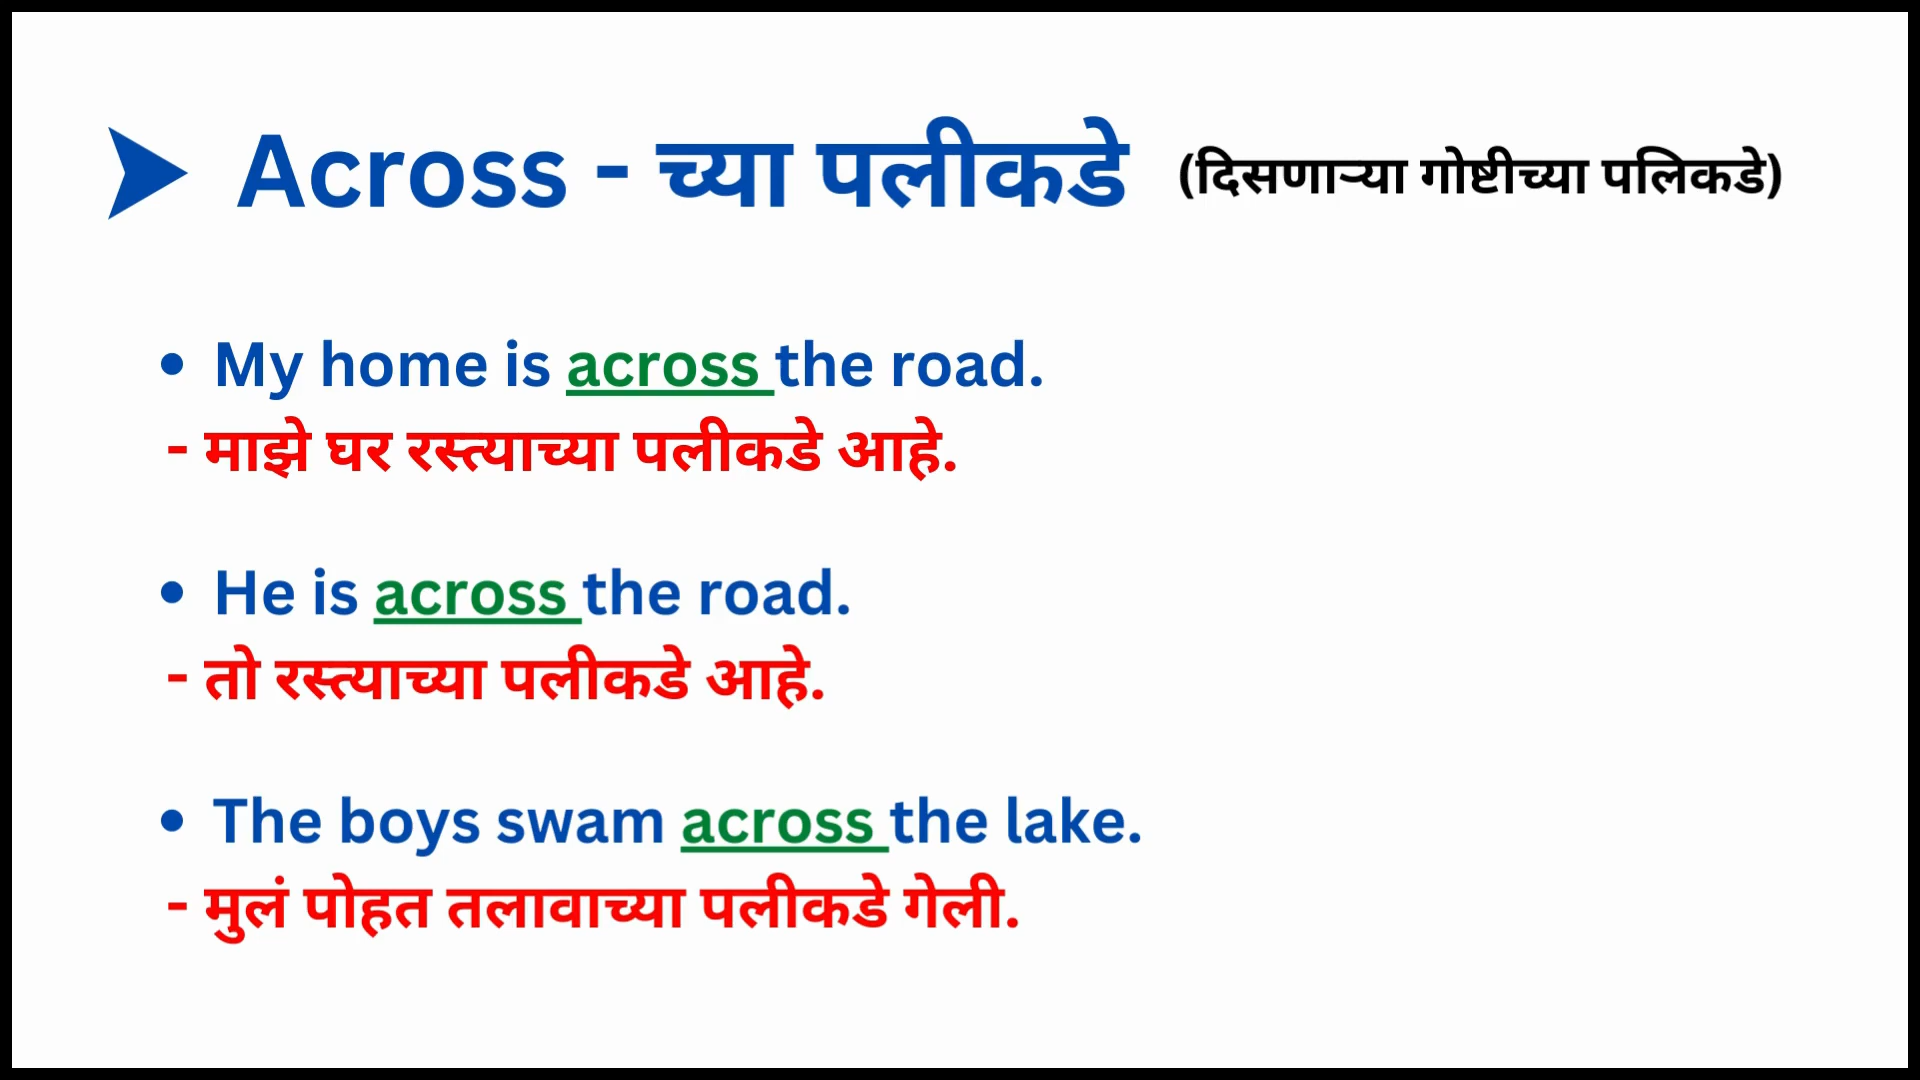 ➤ Across - च्या पलीकडे (दिसणाऱ्या गोष्टीच्या पलिकडे)
• My home is across the road.
- माझे घर रस्त्याच्या पलीकडे आहे.
• He is across the road.
- तो रस्त्याच्या पलीकडे आहे.
• The boys swam across the lake.
- मुलं पोहत तलावाच्या पलीकडे गेली.